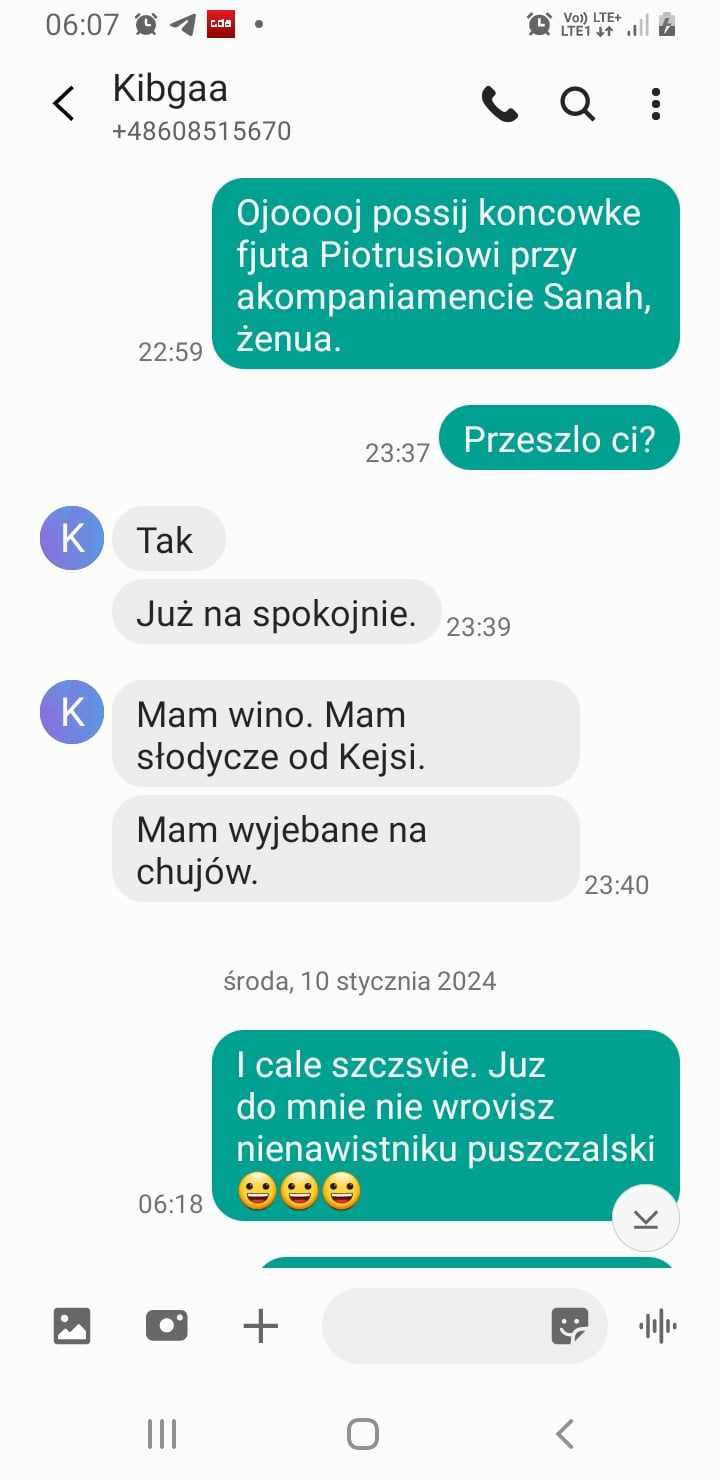 06:07
cda
Vo)) LTE+
LTE1
Kibgaa
+48608515670
Ojooooj possij koncowke
fjuta Piotrusiowi przy
akompaniamencie Sanah,
żenua.
22:59
Przeszlo ci?
23:37
K
Tak
Już na spokojnie.
23:39
K
Mam wino. Mam
słodycze od Kejsi.
Mam wyjebane na
chujów.
23:40
środa, 10 stycznia 2024
I cale szczsvie. Juz
do mnie nie wrovisz
nienawistniku puszczalski
😀😀😀
06:18